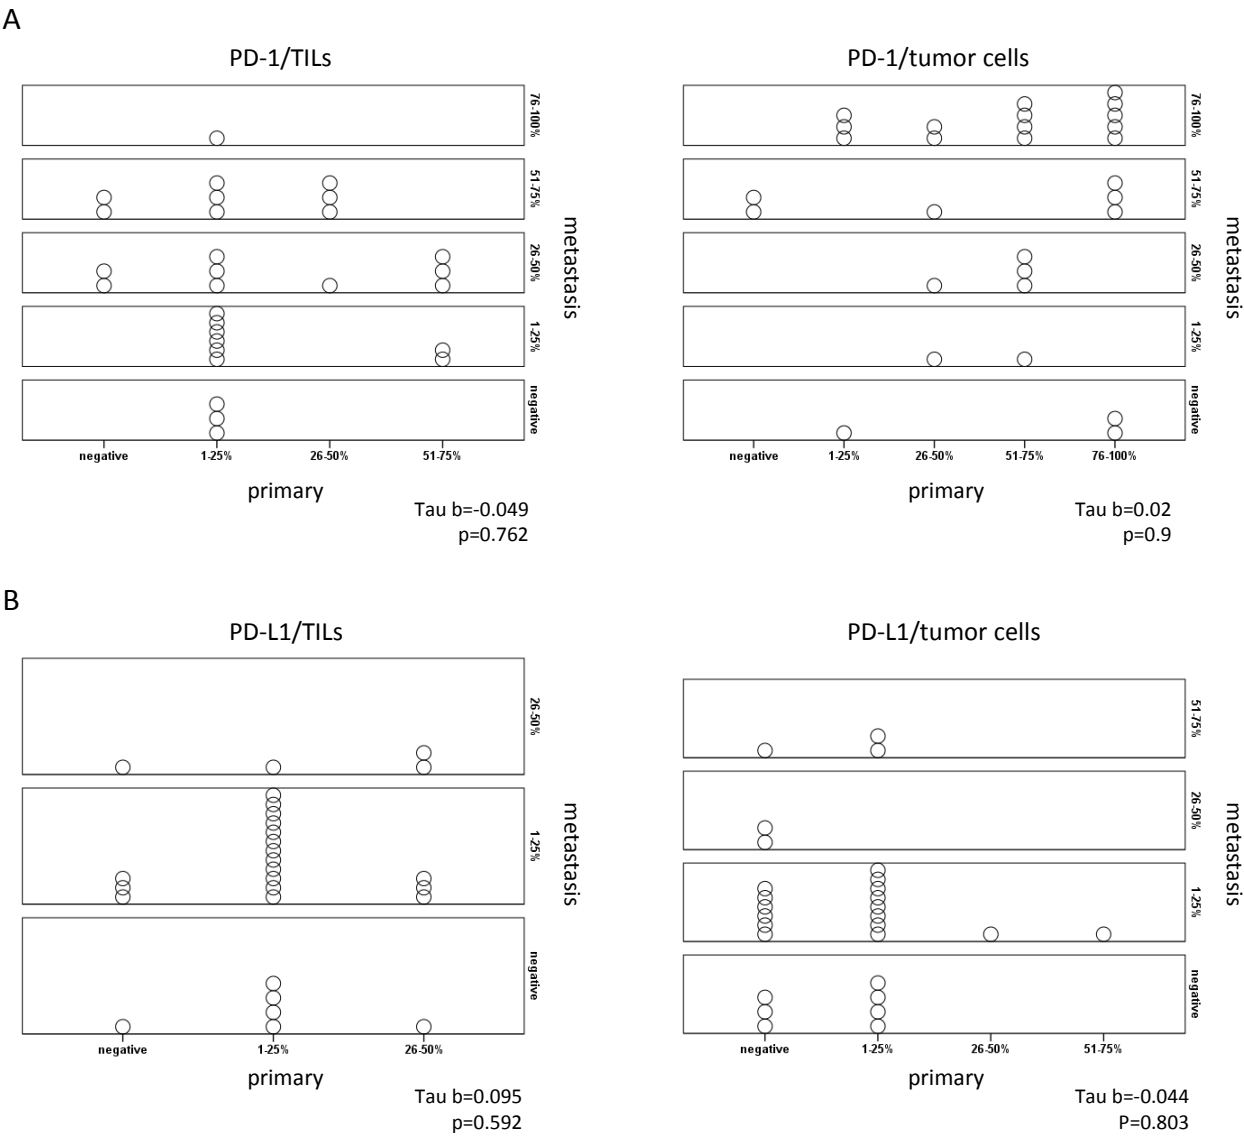 A
PD-1/TILs
76-100%
51-75%
26-50%
1-25%
negative
metastasis
negative 1-25% 26-50% 51-75%
primary
Tau b=-0.049
p=0.762
PD-1/tumor cells
76-100%
51-75%
26-50%
1-25%
negative
metastasis
negative 1-25% 26-50% 51-75% 76-100%
primary
Tau b=0.02
p=0.9
B
PD-L1/TILs
26-50%
1-25%
negative
metastasis
negative 1-25% 26-50%
primary
Tau b=0.095
p=0.592
PD-L1/tumor cells
51-75%
26-50%
1-25%
negative
metastasis
negative 1-25% 26-50% 51-75%
primary
Tau b=-0.044
P=0.803